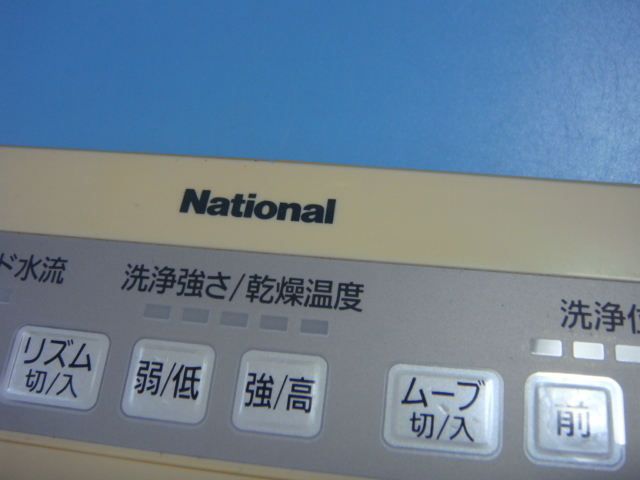 National
ド水流
洗浄強さ/乾燥温度
洗浄位
リズム
切/入
弱/低
強/高
ムーブ
切/入
前